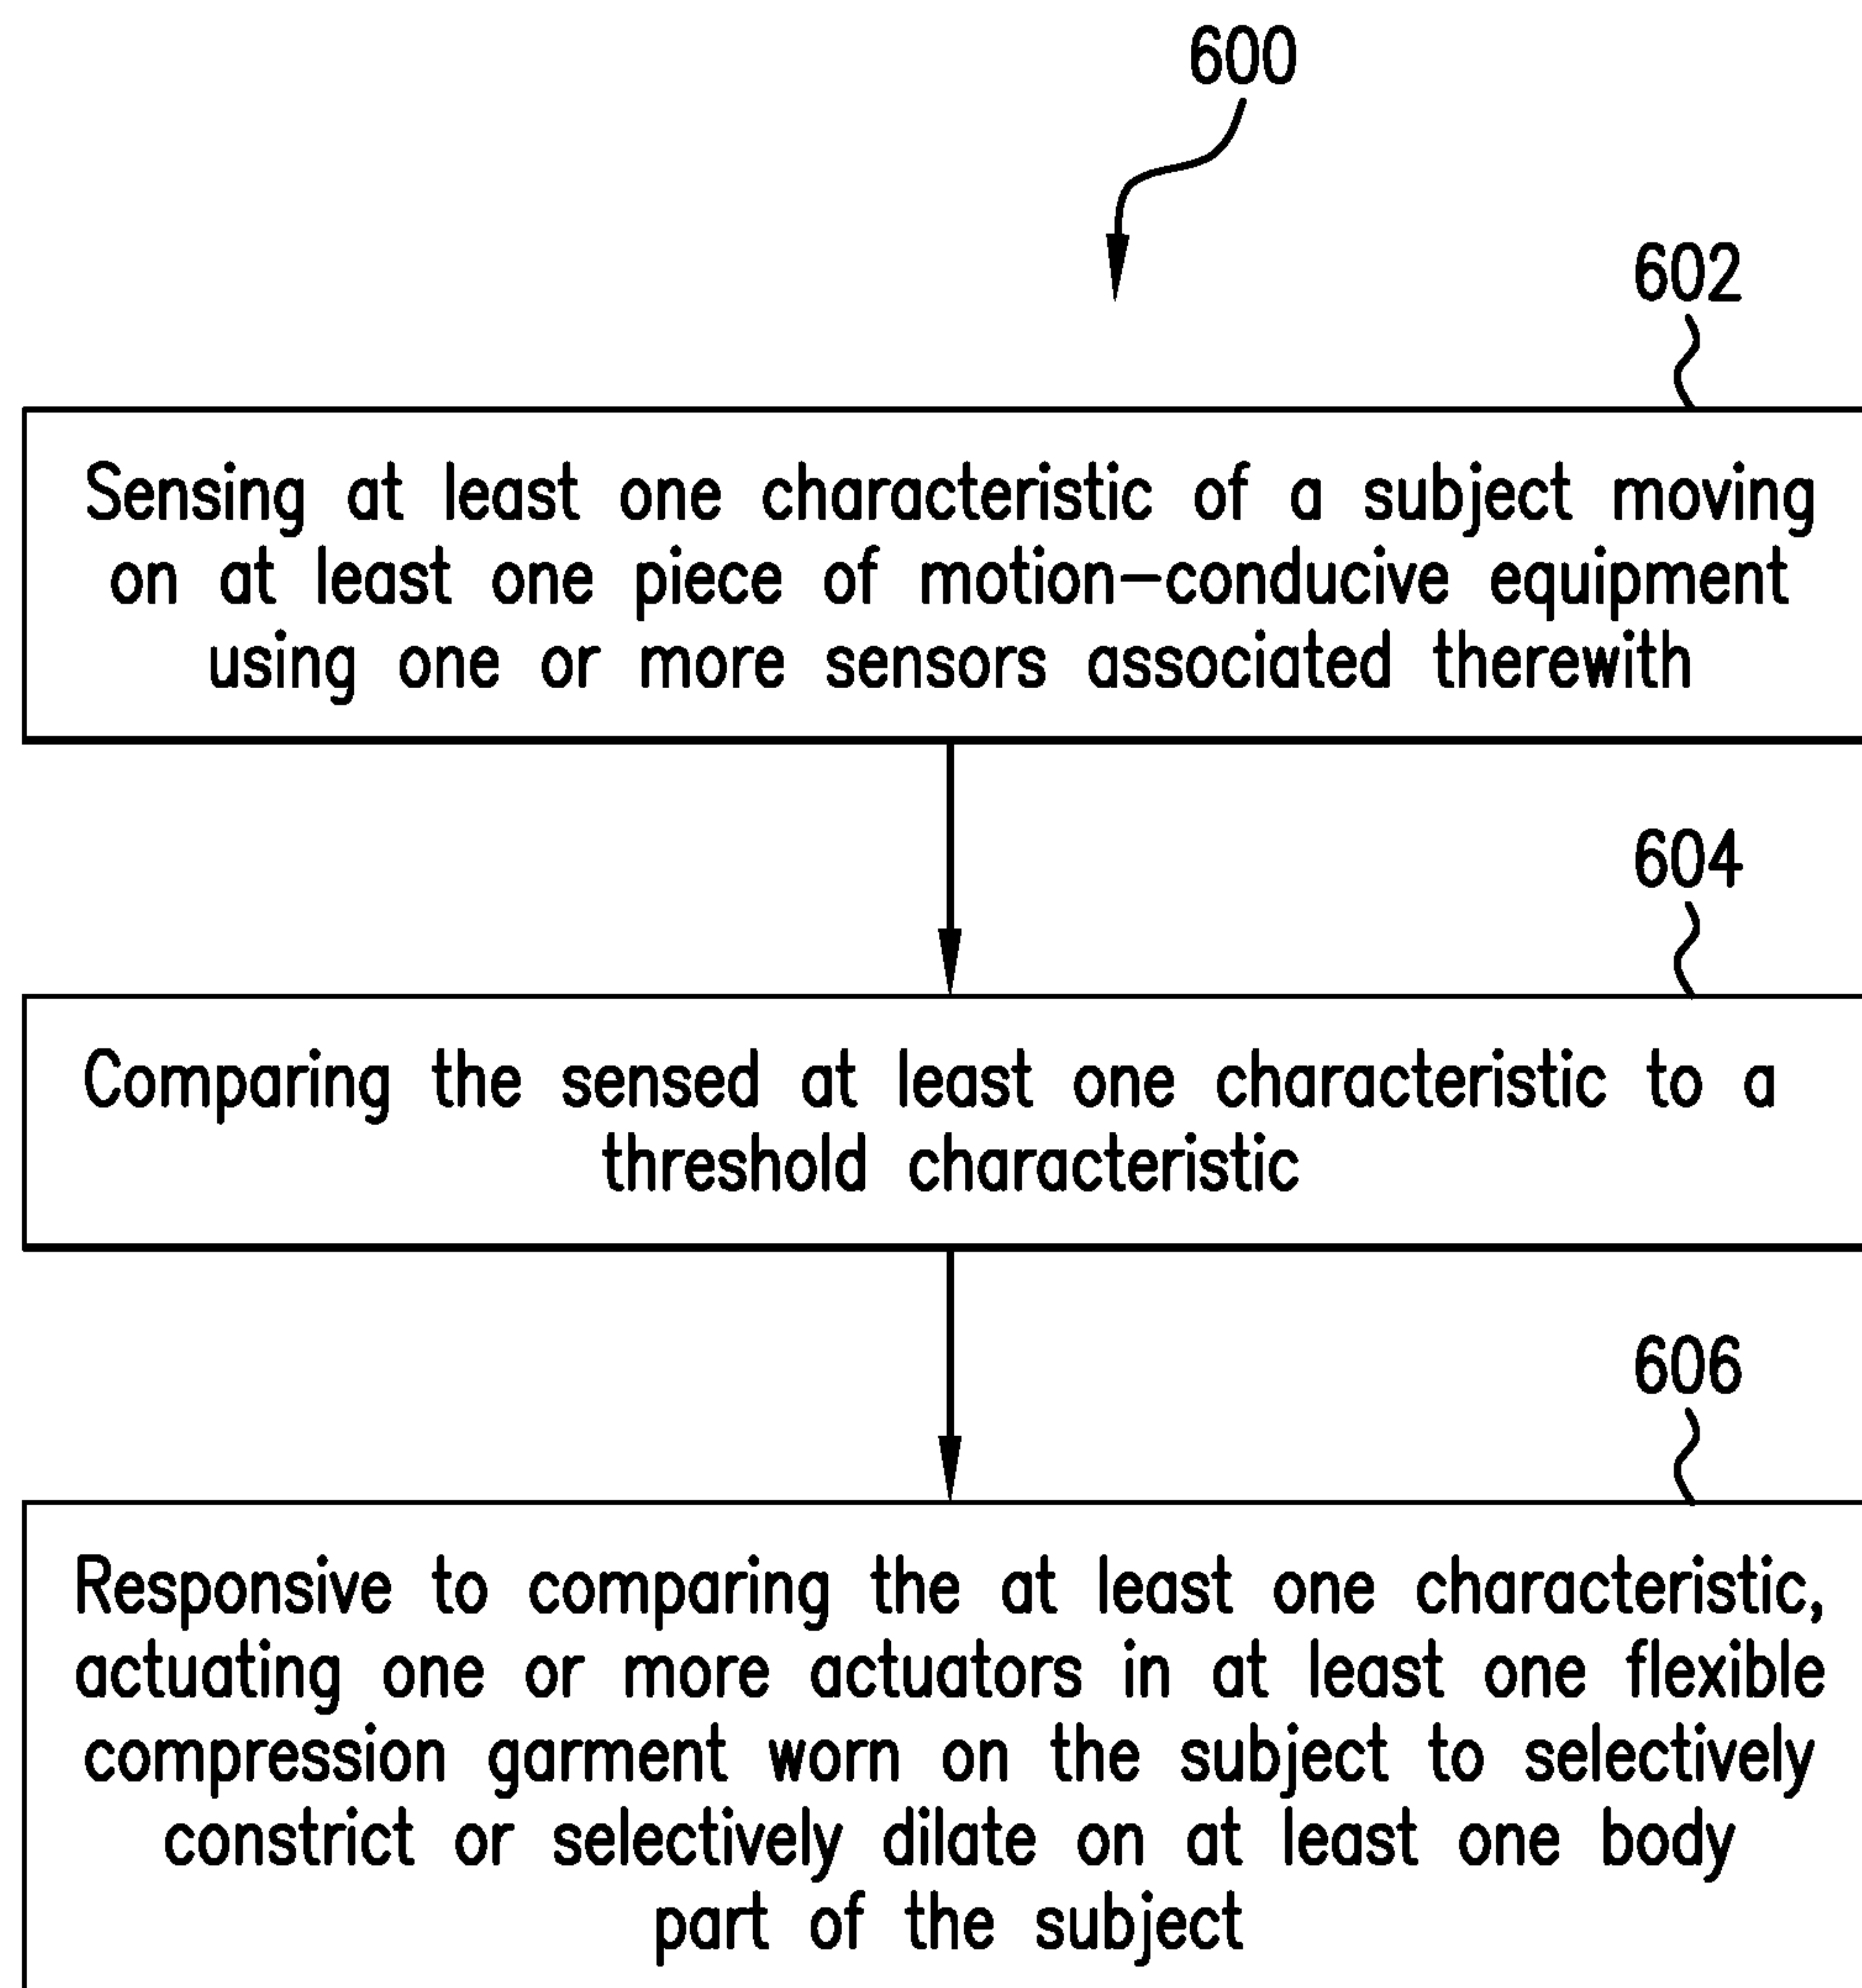 600
602
Sensing at least one characteristic of a subject moving
on at least one piece of motion-conducive equipment
using one or more sensors associated therewith
604
Comparing the sensed at least one characteristic to a
threshold characteristic
606
Responsive to comparing the at least one characteristic,
actuating one or more actuators in at least one flexible
compression garment worn on the subject to selectively
constrict or selectively dilate on at least one body
part of the subject